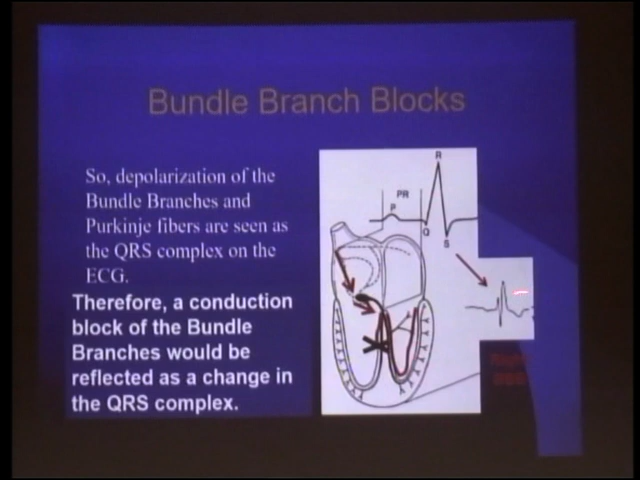 Bundle Branch Blocks
So, depolarization of the
Bundle Branches and
Purkinje fibers are seen as
the QRS complex on the
ECG.
Therefore, a conduction
block of the Bundle
Branches would be
reflected as a change in
the QRS complex.
R
PR
P
Q
S
Right
BBB